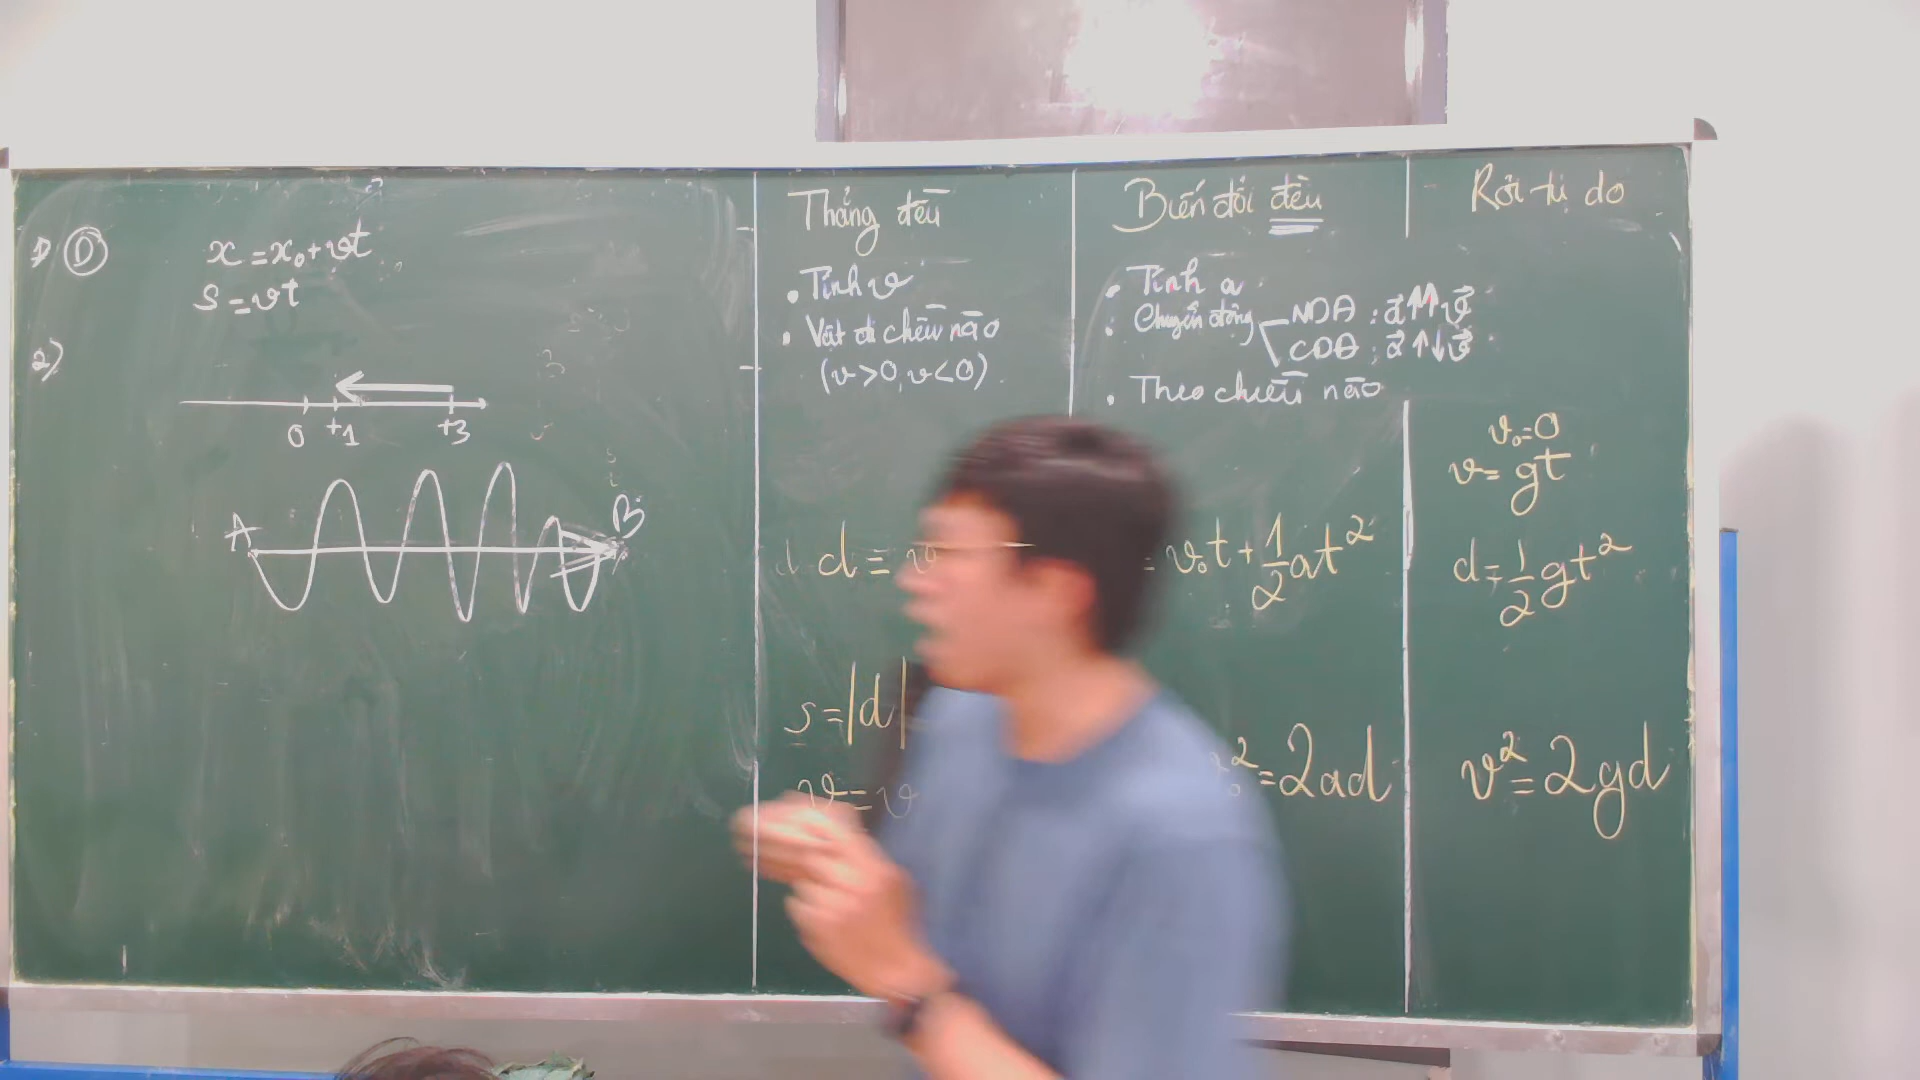 1) D
x = x₀ + vt
s = vt
2)
0 +1 +3
A B
Thẳng đều
• Tính v
• Vật đi chiều nào
(v > 0, v < 0)
d = v
s = |d|
v = v
Biến đổi đều
• Tính a
• Chuyển động NDĐ : a⃗ ↑↑ v⃗
CDĐ : a⃗ ↑↓ v⃗
• Theo chiều nào
= v₀t + 1/2 at²
₀² = 2ad
Rơi tự do
v₀ = 0
v = gt
d = 1/2 gt²
v² = 2gd